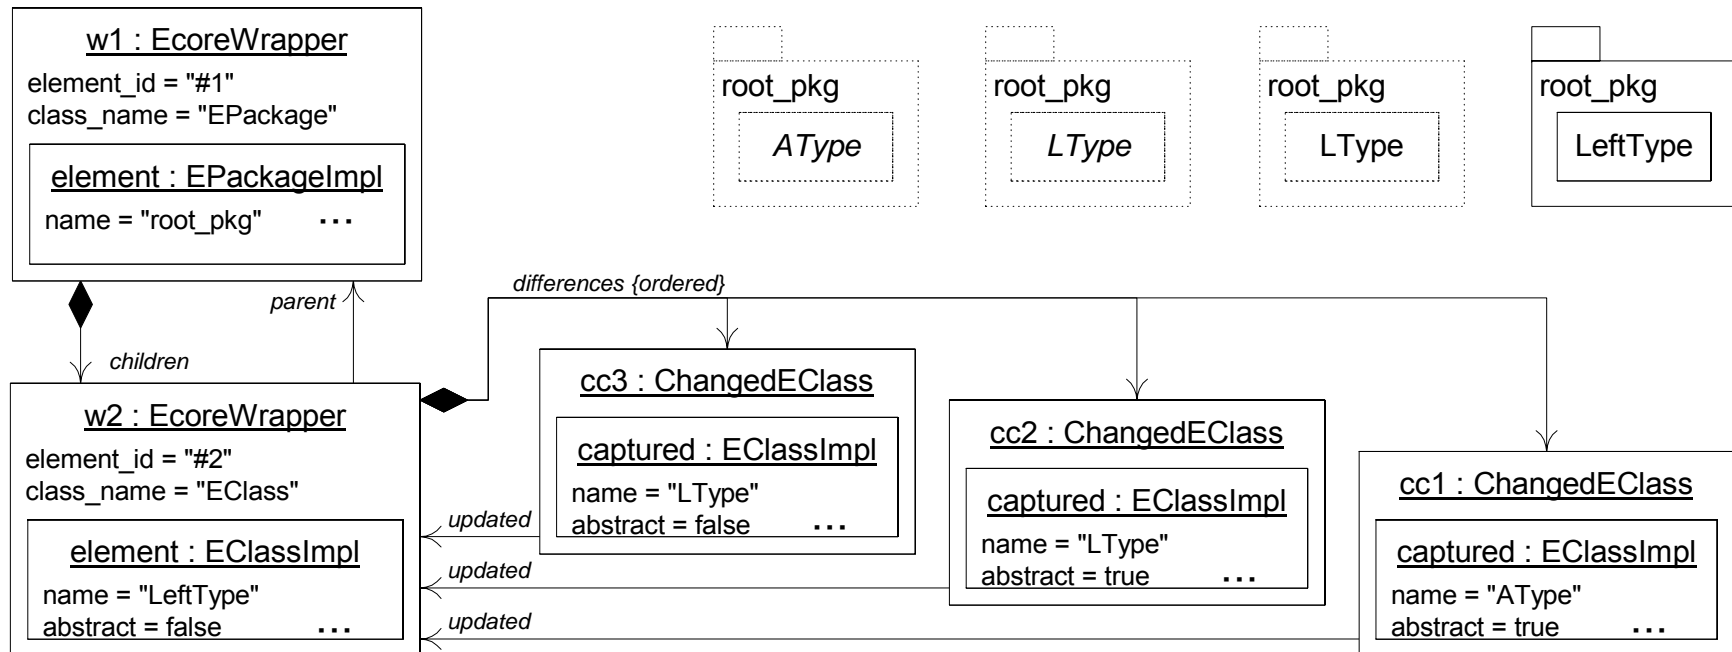 w1 : EcoreWrapper
element_id = "#1"
class_name = "EPackage"
element : EPackageImpl
name = "root_pkg" ...
root_pkg
AType
root_pkg
LType
root_pkg
LType
root_pkg
LeftType
parent
children
differences {ordered}
w2 : EcoreWrapper
element_id = "#2"
class_name = "EClass"
element : EClassImpl
name = "LeftType"
abstract = false ...
updated
updated
updated
cc3 : ChangedEClass
captured : EClassImpl
name = "LType"
abstract = false ...
cc2 : ChangedEClass
captured : EClassImpl
name = "LType"
abstract = true ...
cc1 : ChangedEClass
captured : EClassImpl
name = "AType"
abstract = true ...